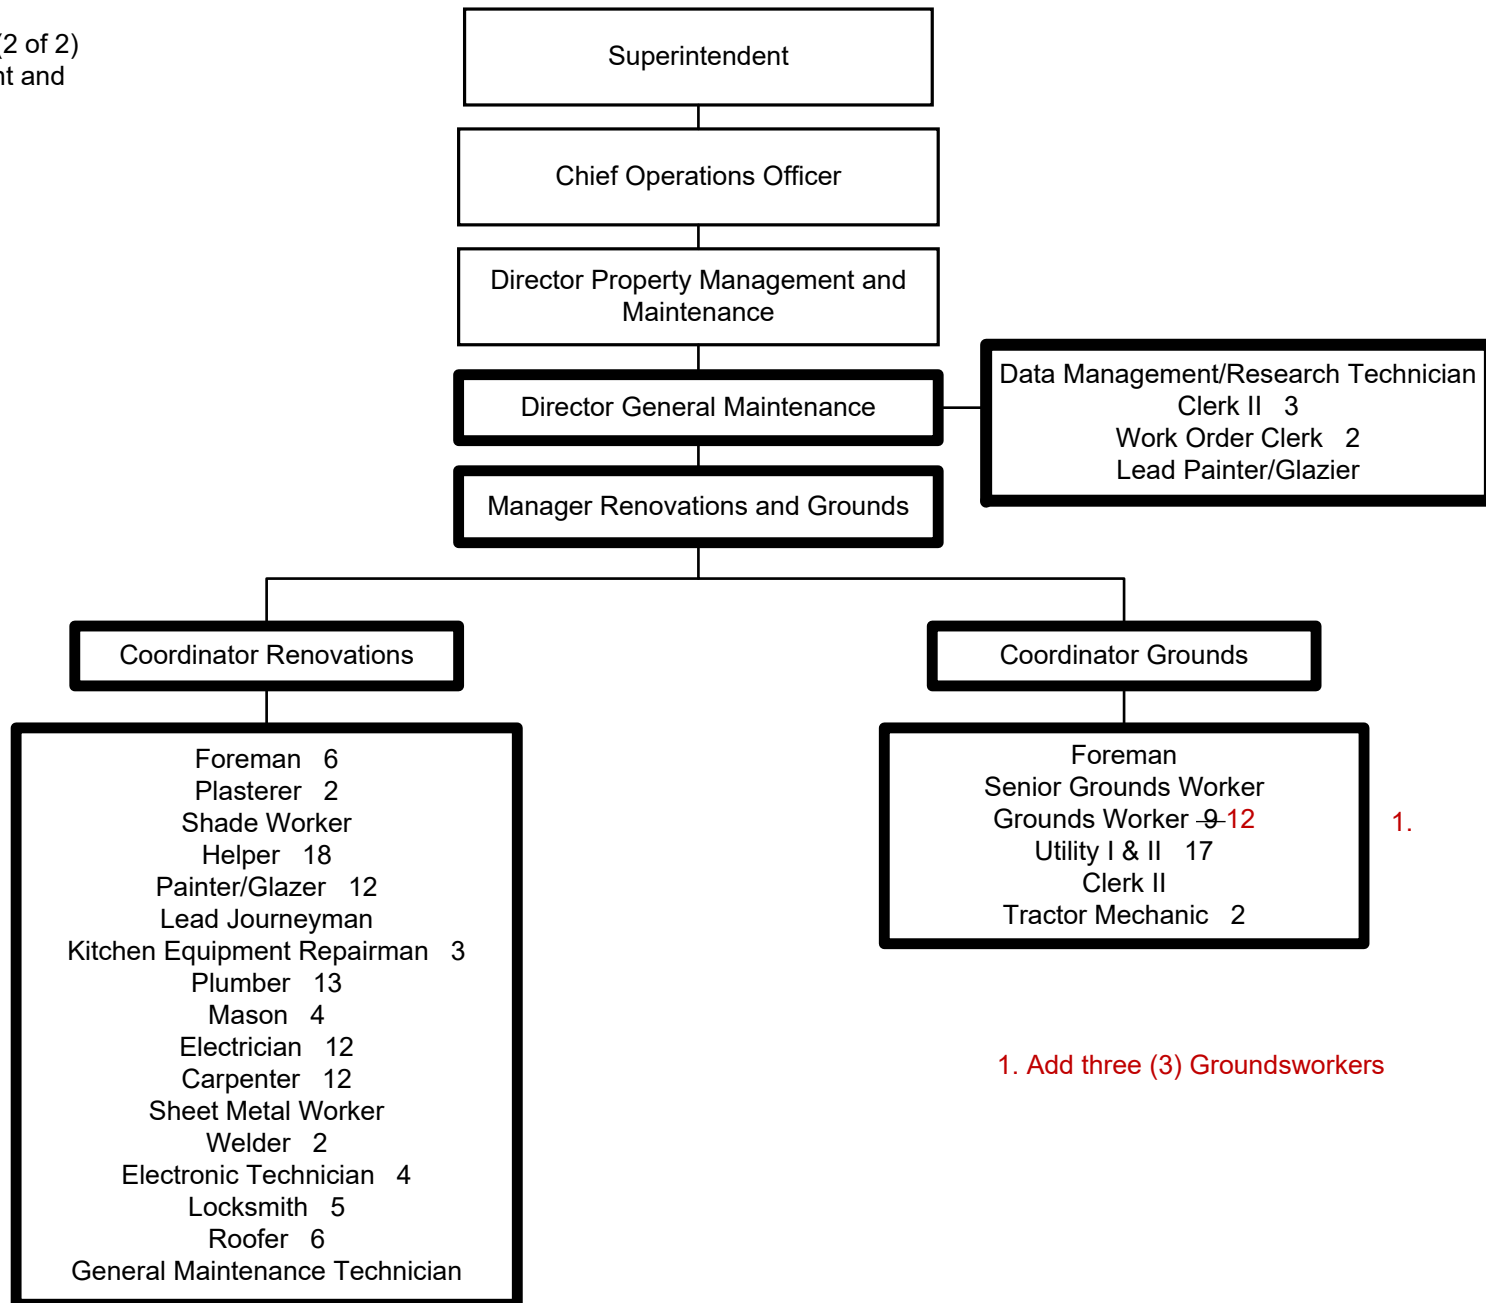 (2 of 2)
and
Superintendent
Chief Operations Officer
Director Property Management and
Maintenance
Director General Maintenance
Data Management/Research Technician
Clerk II 3
Work Order Clerk 2
Lead Painter/Glazier
Manager Renovations and Grounds
Coordinator Renovations
Foreman 6
Plasterer 2
Shade Worker
Helper 18
Painter/Glazer 12
Lead Journeyman
Kitchen Equipment Repairman 3
Plumber 13
Mason 4
Electrician 12
Carpenter 12
Sheet Metal Worker
Welder 2
Electronic Technician 4
Locksmith 5
Roofer 6
General Maintenance Technician
Coordinator Grounds
Foreman
Senior Grounds Worker
Grounds Worker 9 12
Utility I & II 17
Clerk II
Tractor Mechanic 2
1.
1. Add three (3) Groundsworkers